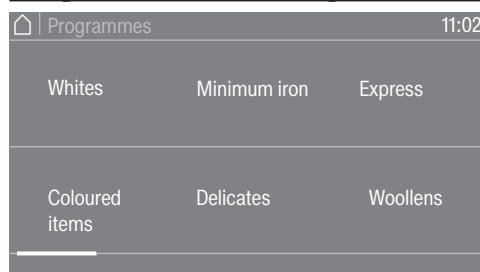 Programmes 11:02
Whites Minimum iron Express
Coloured items Delicates Woollens